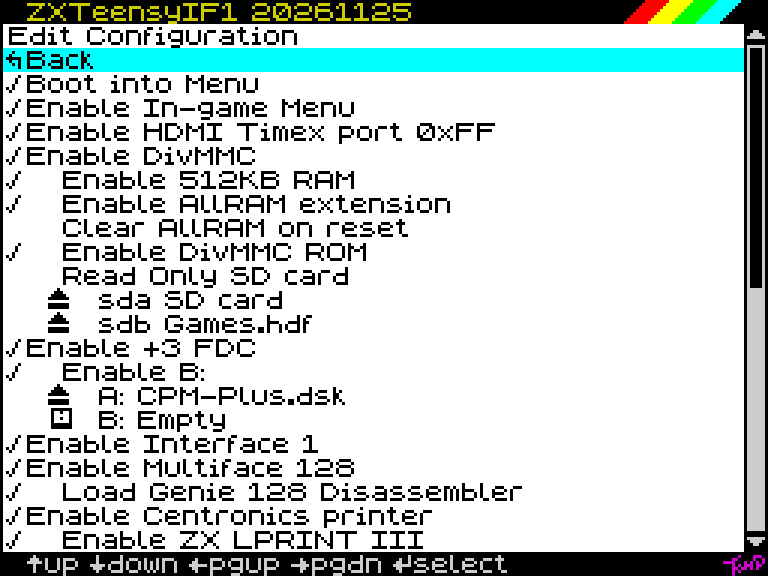 ZXTeensyIF1 20261125
Edit Configuration
↰Back
✓Boot into Menu
✓Enable In-game Menu
✓Enable HDMI Timex port 0xFF
✓Enable DivMMC
✓ Enable 512KB RAM
✓ Enable AllRAM extension
Clear AllRAM on reset
✓ Enable DivMMC ROM
Read Only SD card
⏏ sda SD card
⏏ sdb Games.hdf
✓Enable +3 FDC
✓ Enable B:
⏏ A: CPM-Plus.dsk
B: Empty
✓Enable Interface 1
✓Enable Multiface 128
✓ Load Genie 128 Disassembler
✓Enable Centronics printer
✓ Enable ZX LPRINT III
↑up ↓down ←pgup →pgdn ↵select